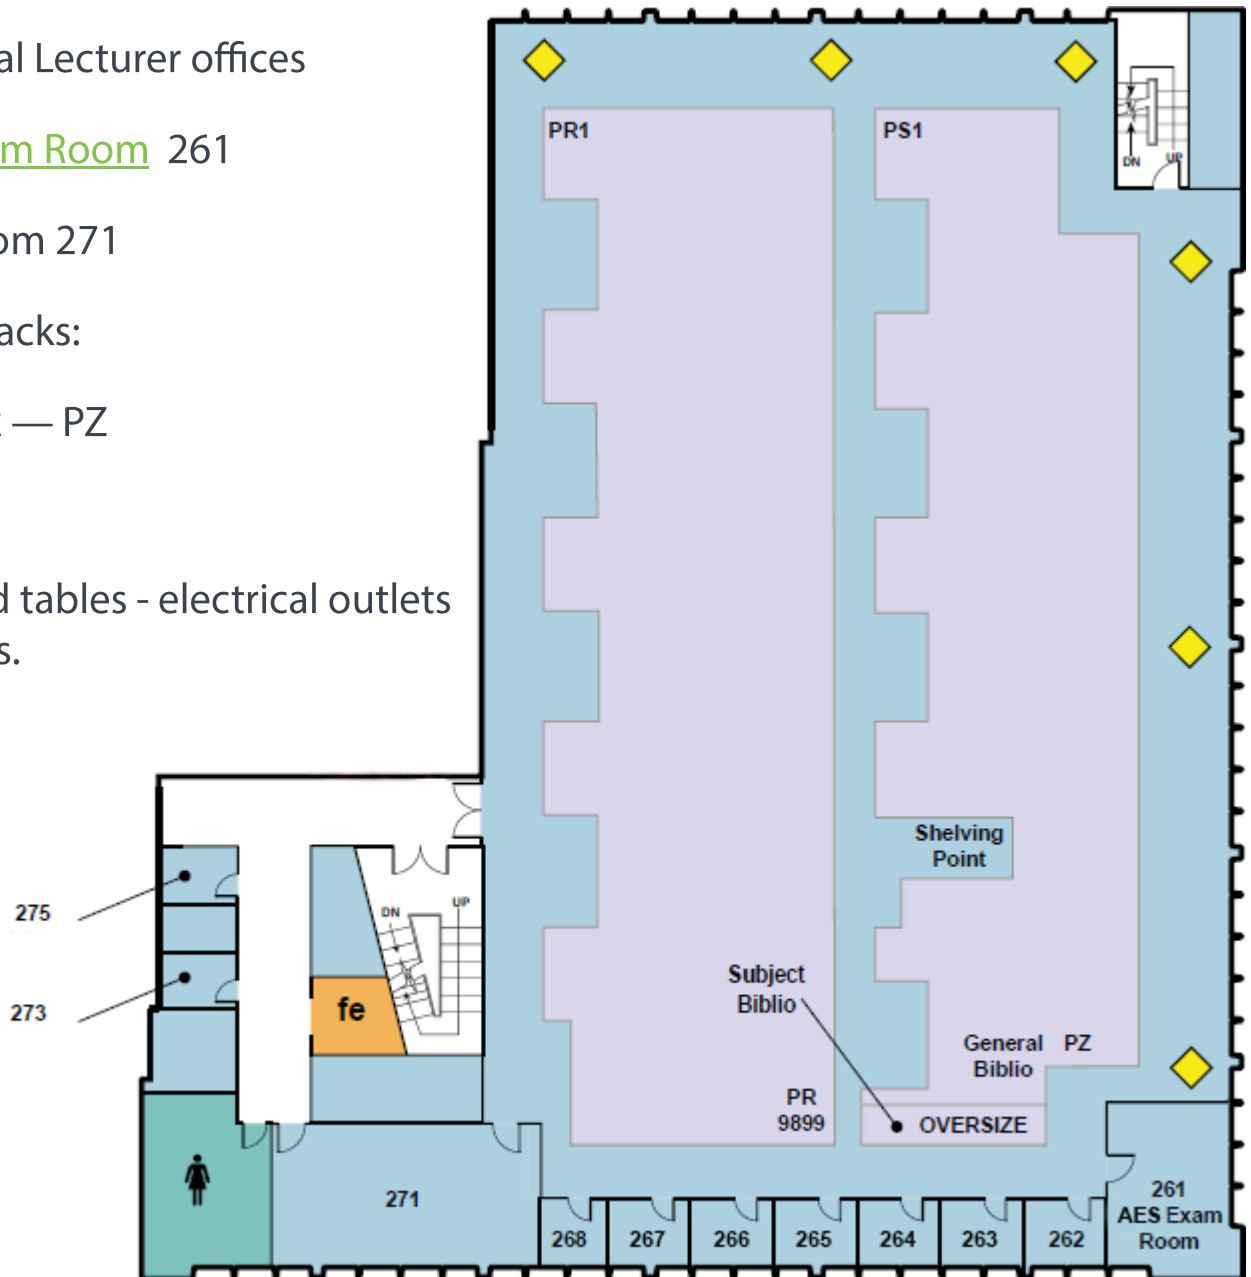 al Lecturer offices
m Room 261
om 271
acks:
— PZ
d tables - electrical outlets
s.
PR1
PS1
DN
UP
Shelving
Point
275
273
DN
UP
fe
Subject
Biblio
General PZ
Biblio
PR
9899
OVERSIZE
271
268
267
266
265
264
263
262
261
AES Exam
Room